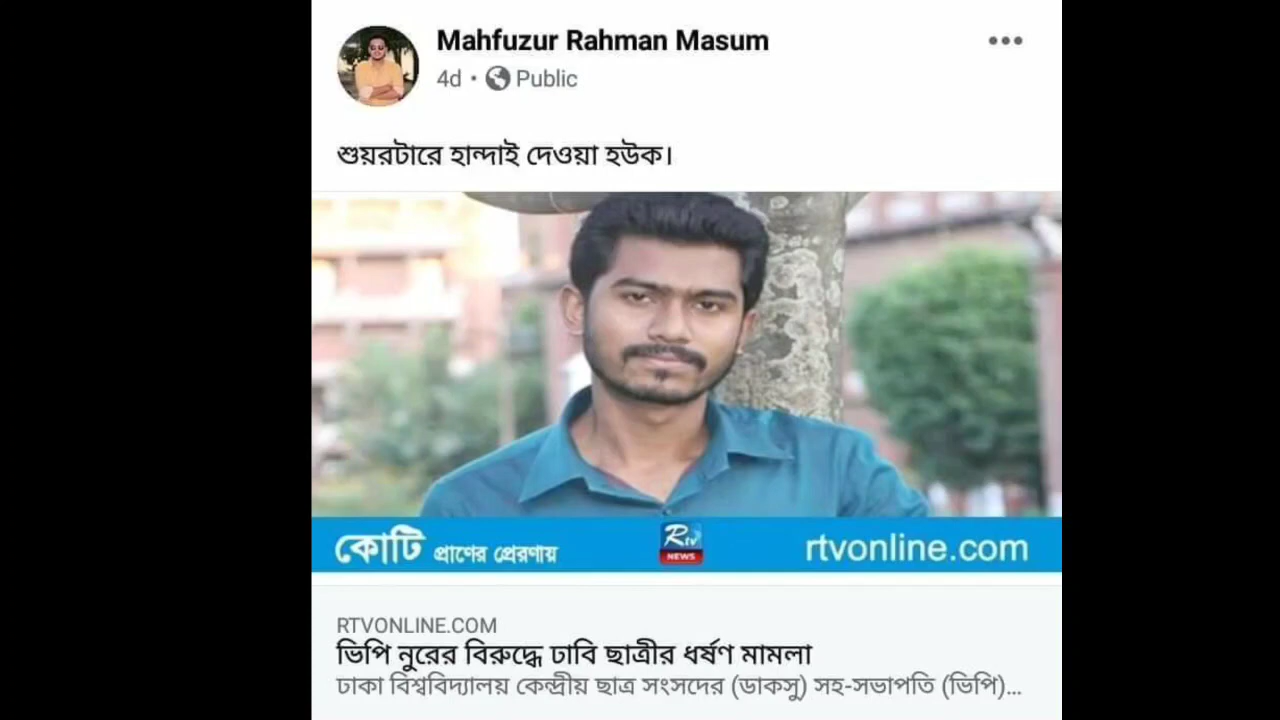 Mahfuzur Rahman Masum
4d · Public
শুয়রটারে হান্দাই দেওয়া হউক।
কোটি প্রাণের প্রেরণায়
Rtv
NEWS
rtvonline.com
RTVONLINE.COM
ভিপি নুরের বিরুদ্ধে ঢাবি ছাত্রীর ধর্ষণ মামলা
ঢাকা বিশ্ববিদ্যালয় কেন্দ্রীয় ছাত্র সংসদের (ডাকসু) সহ-সভাপতি (ভিপি)...